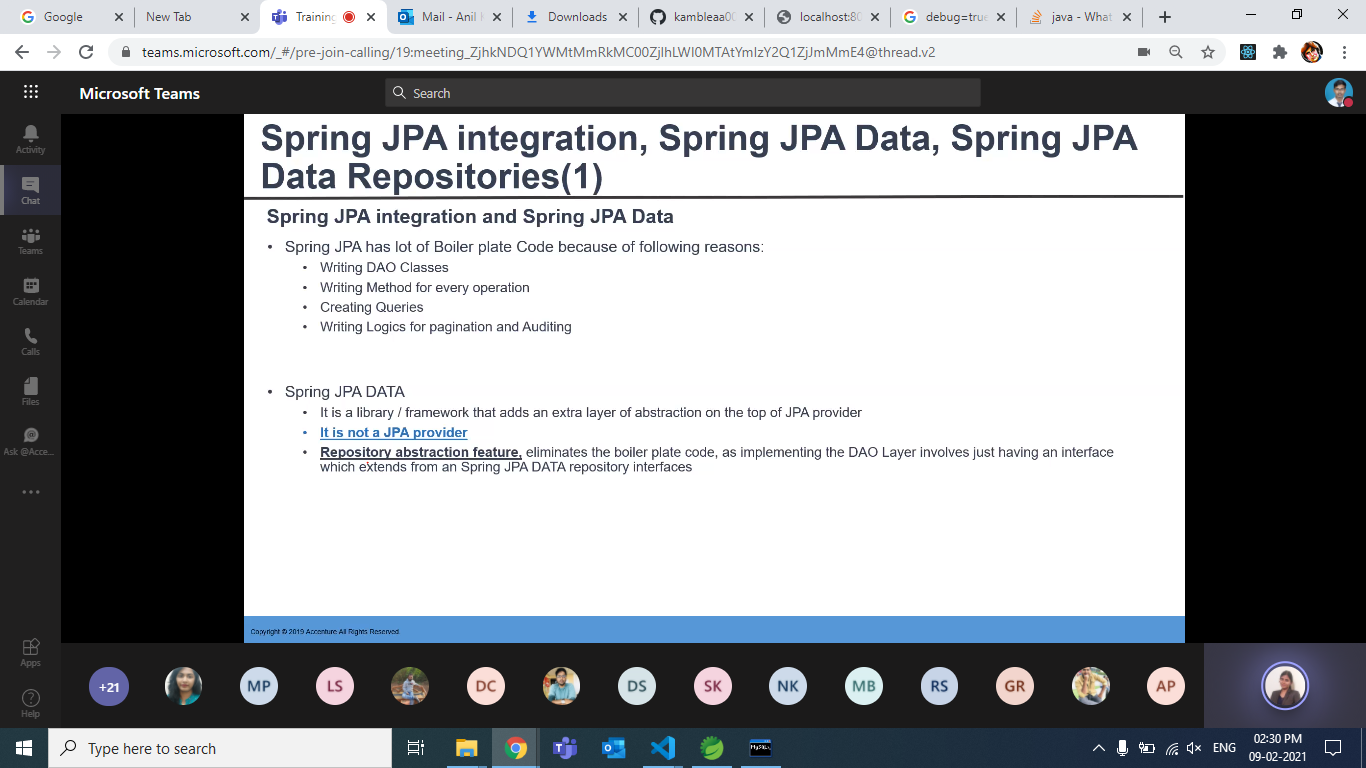 Google
New Tab
Training
Mail - Anil
Downloads
kambleaa00
localhost:80
debug=true
java - What
teams.microsoft.com/_#/pre-join-calling/19:meeting_ZjhkNDQ1YWMtMmRkMC00ZjlhLWI0MTAtYmIzY2Q1ZjJmMmE4@thread.v2
Microsoft Teams
Search
Activity
Chat
Teams
Calendar
Calls
Files
Ask @Acce...
Apps
Help
Spring JPA integration, Spring JPA Data, Spring JPA
Data Repositories(1)
Spring JPA integration and Spring JPA Data
• Spring JPA has lot of Boiler plate Code because of following reasons:
• Writing DAO Classes
• Writing Method for every operation
• Creating Queries
• Writing Logics for pagination and Auditing
• Spring JPA DATA
• It is a library / framework that adds an extra layer of abstraction on the top of JPA provider
• It is not a JPA provider
• Repository abstraction feature, eliminates the boiler plate code, as implementing the DAO Layer involves just having an interface
which extends from an Spring JPA DATA repository interfaces
Copyright © 2019 Accenture All Rights Reserved.
+21
MP
LS
DC
DS
SK
NK
MB
RS
GR
AP
Type here to search
ENG
02:30 PM
09-02-2021